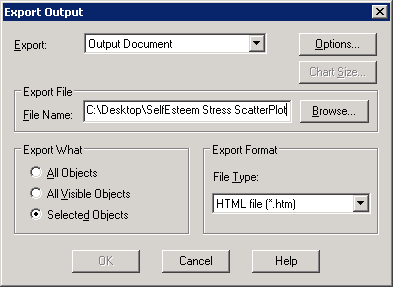 Export Output
Export: Output Document Options...
Chart Size...
Export File
File Name: C:\Desktop\SelfEsteem Stress ScatterPlot Browse...
Export What Export Format
All Objects
File Type:
All Visible Objects
HTML file (*.htm)
Selected Objects
OK Cancel Help